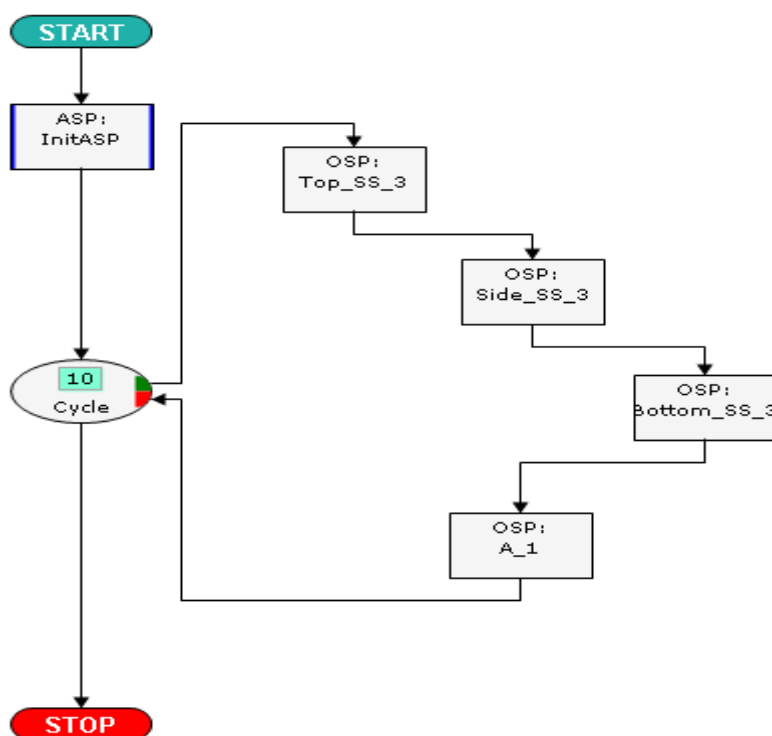 START
ASP:
InitASP
OSP:
Top_SS_3
OSP:
Side_SS_3
OSP:
Bottom_SS_3
10
Cycle
OSP:
A_1
STOP